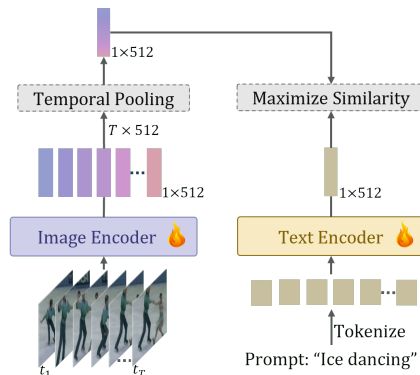 1×512
Temporal Pooling
Maximize Similarity
T × 512
1×512
1×512
Image Encoder
Text Encoder
t₁ ... t_T
Tokenize
Prompt: “Ice dancing”